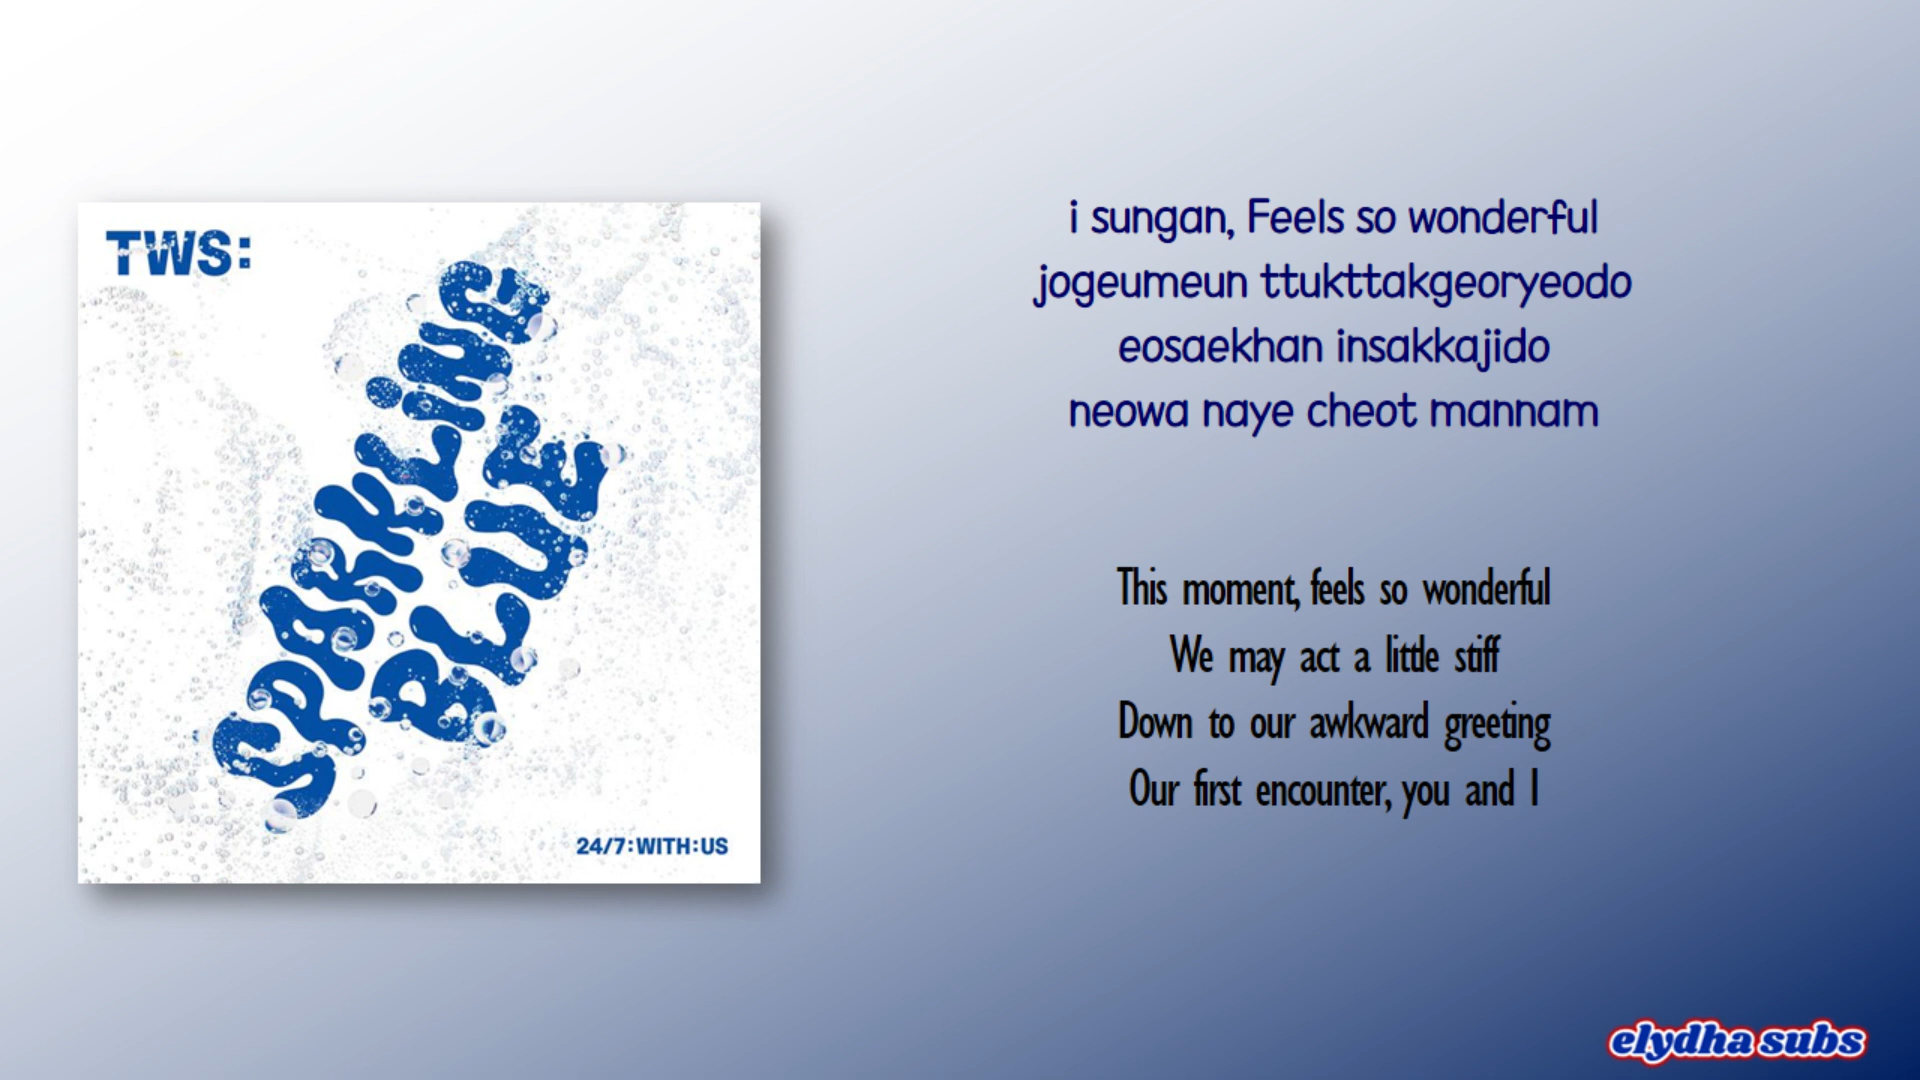 TWS:
SPARKLING
BLUE
24/7:WITH:US
i sungan, Feels so wonderful
jogeumeun ttukttakgeoryeodo
eosaekhan insakkajido
neowa naye cheot mannam
This moment, feels so wonderful
We may act a little stiff
Down to our awkward greeting
Our first encounter, you and I
elydha subs